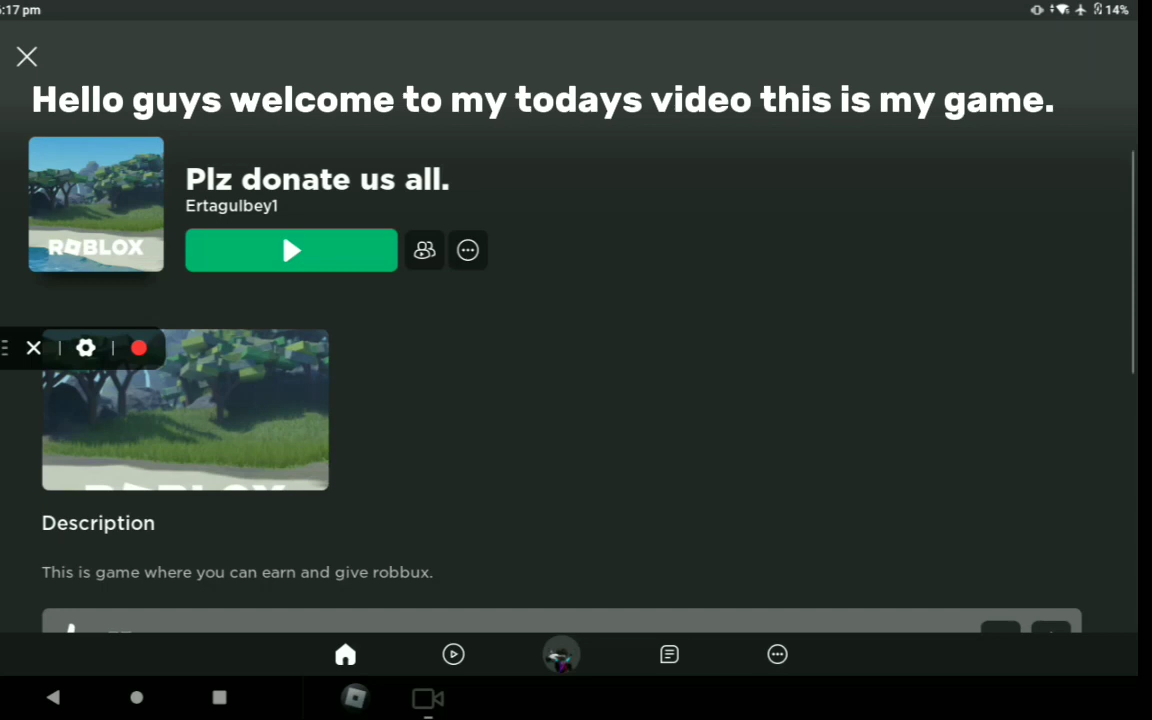 :17 pm
14%
Hello guys welcome to my todays video this is my game.
Plz donate us all.
Ertagulbey1
ROBLOX
Description
This is game where you can earn and give robbux.